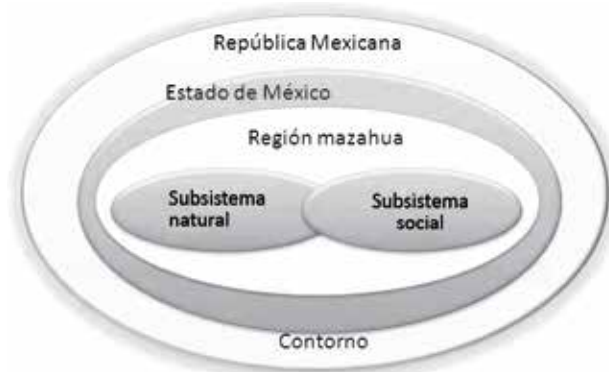 República Mexicana
Estado de México
Región mazahua
Subsistema
natural
Subsistema
social
Contorno